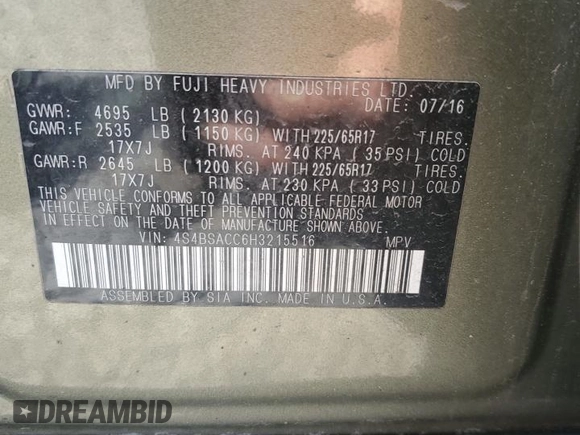 MFD BY FUJI HEAVY INDUSTRIES LTD.
DATE: 07/16
GVWR: 4695 LB ( 2130 KG)
GAWR:F 2535 LB ( 1150 KG) WITH 225/65R17 TIRES.
17X7J RIMS. AT 240 KPA ( 35 PSI) COLD
GAWR:R 2645 LB ( 1200 KG) WITH 225/65R17 TIRES.
17X7J RIMS. AT 230 KPA ( 33 PSI) COLD
THIS VEHICLE CONFORMS TO ALL APPLICABLE FEDERAL MOTOR
VEHICLE SAFETY AND THEFT PREVENTION STANDARDS
IN EFFECT ON THE DATE OF MANUFACTURE SHOWN ABOVE.
VIN: 4S4BSACC6H3215516 MPV
ASSEMBLED BY SIA INC. MADE IN U.S.A.
DREAMBID